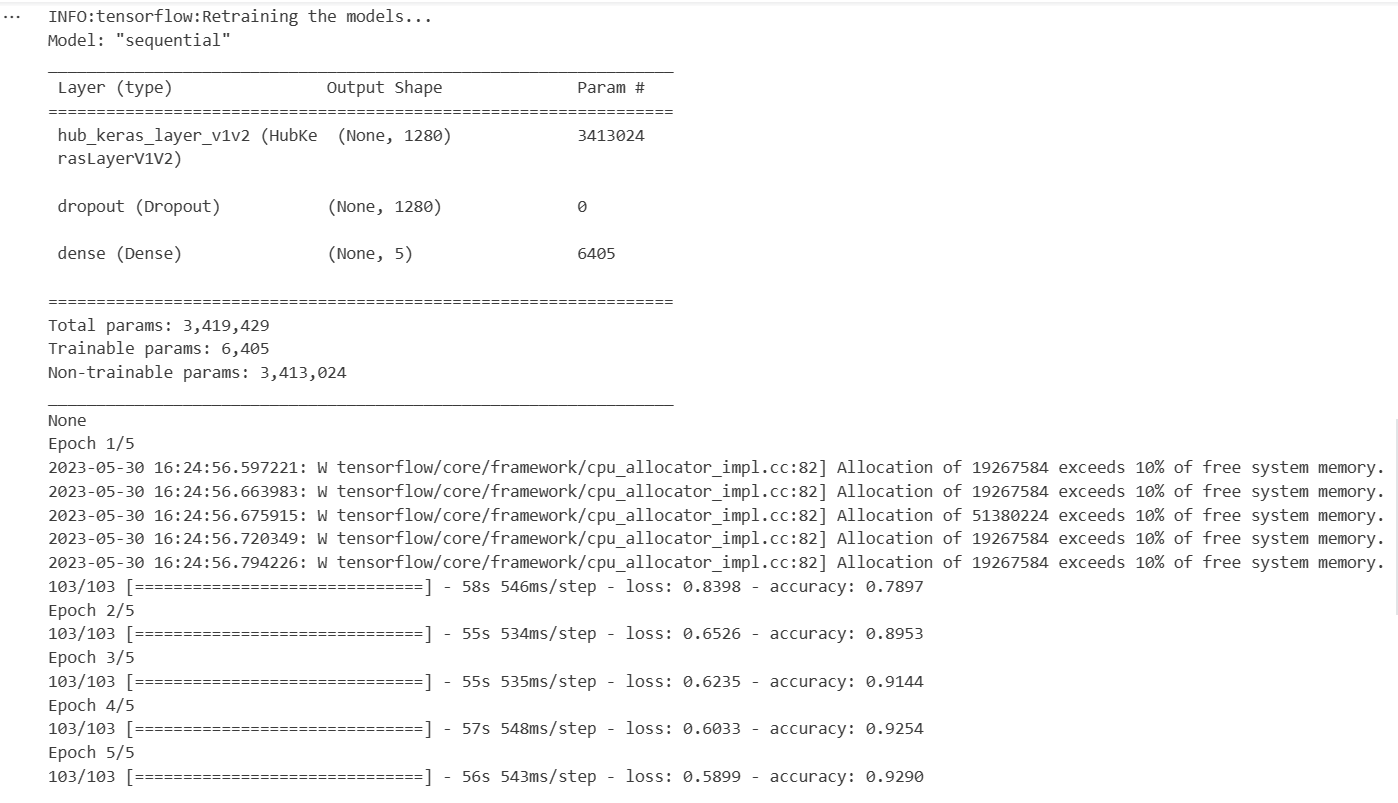 ...
INFO:tensorflow:Retraining the models...
Model: "sequential"
_________________________________________________________________
Layer (type) Output Shape Param #
=================================================================
hub_keras_layer_v1v2 (HubKe (None, 1280) 3413024
rasLayerV1V2)
dropout (Dropout) (None, 1280) 0
dense (Dense) (None, 5) 6405
=================================================================
Total params: 3,419,429
Trainable params: 6,405
Non-trainable params: 3,413,024
_________________________________________________________________
None
Epoch 1/5
2023-05-30 16:24:56.597221: W tensorflow/core/framework/cpu_allocator_impl.cc:82] Allocation of 19267584 exceeds 10% of free system memory.
2023-05-30 16:24:56.663983: W tensorflow/core/framework/cpu_allocator_impl.cc:82] Allocation of 19267584 exceeds 10% of free system memory.
2023-05-30 16:24:56.675915: W tensorflow/core/framework/cpu_allocator_impl.cc:82] Allocation of 51380224 exceeds 10% of free system memory.
2023-05-30 16:24:56.720349: W tensorflow/core/framework/cpu_allocator_impl.cc:82] Allocation of 19267584 exceeds 10% of free system memory.
2023-05-30 16:24:56.794226: W tensorflow/core/framework/cpu_allocator_impl.cc:82] Allocation of 19267584 exceeds 10% of free system memory.
103/103 [==============================] - 58s 546ms/step - loss: 0.8398 - accuracy: 0.7897
Epoch 2/5
103/103 [==============================] - 55s 534ms/step - loss: 0.6526 - accuracy: 0.8953
Epoch 3/5
103/103 [==============================] - 55s 535ms/step - loss: 0.6235 - accuracy: 0.9144
Epoch 4/5
103/103 [==============================] - 57s 548ms/step - loss: 0.6033 - accuracy: 0.9254
Epoch 5/5
103/103 [==============================] - 56s 543ms/step - loss: 0.5899 - accuracy: 0.9290